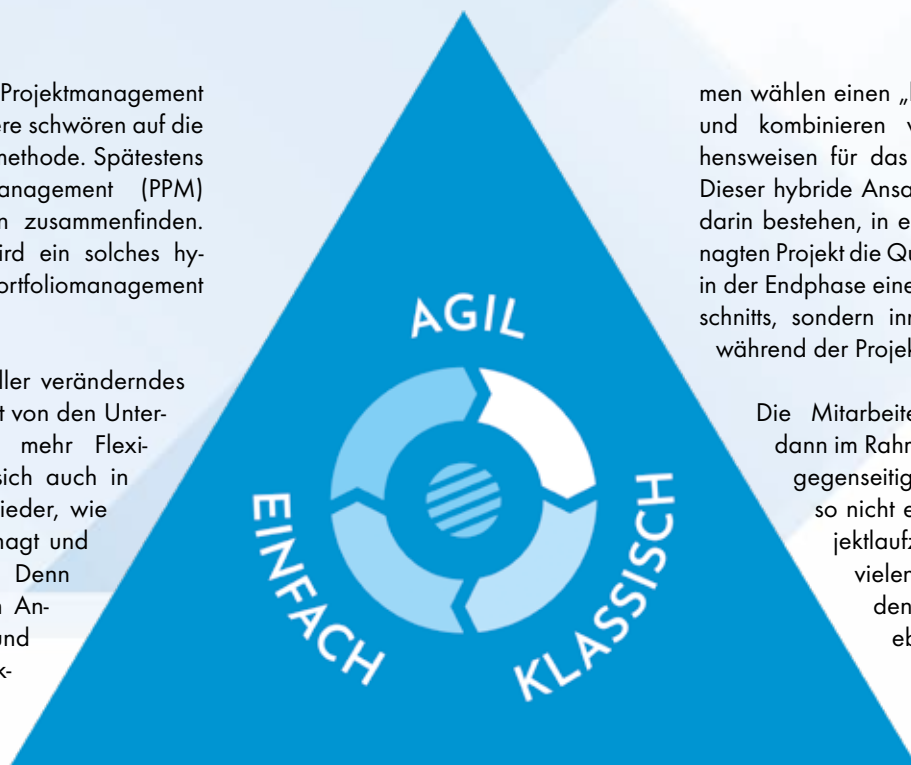 Projektmanagement
ere schwören auf die
methode. Spätestens
anagement (PPM)
n zusammenfinden.
ird ein solches hy-
ortfoliomanagement
ller veränderndes
t von den Unter-
mehr Flexi-
sich auch in
ieder, wie
nagt und
Denn
n An-
und
k-
AGIL
EINFACH
KLASSISCH
men wählen einen „
und kombinieren v
hensweisen für das
Dieser hybride Ansa
darin bestehen, in e
nagten Projekt die Qu
in der Endphase eine
schnitts, sondern inn
während der Projek
Die Mitarbeite
dann im Rahm
gegenseitig
so nicht e
jektlaufz
vielen
den
eb